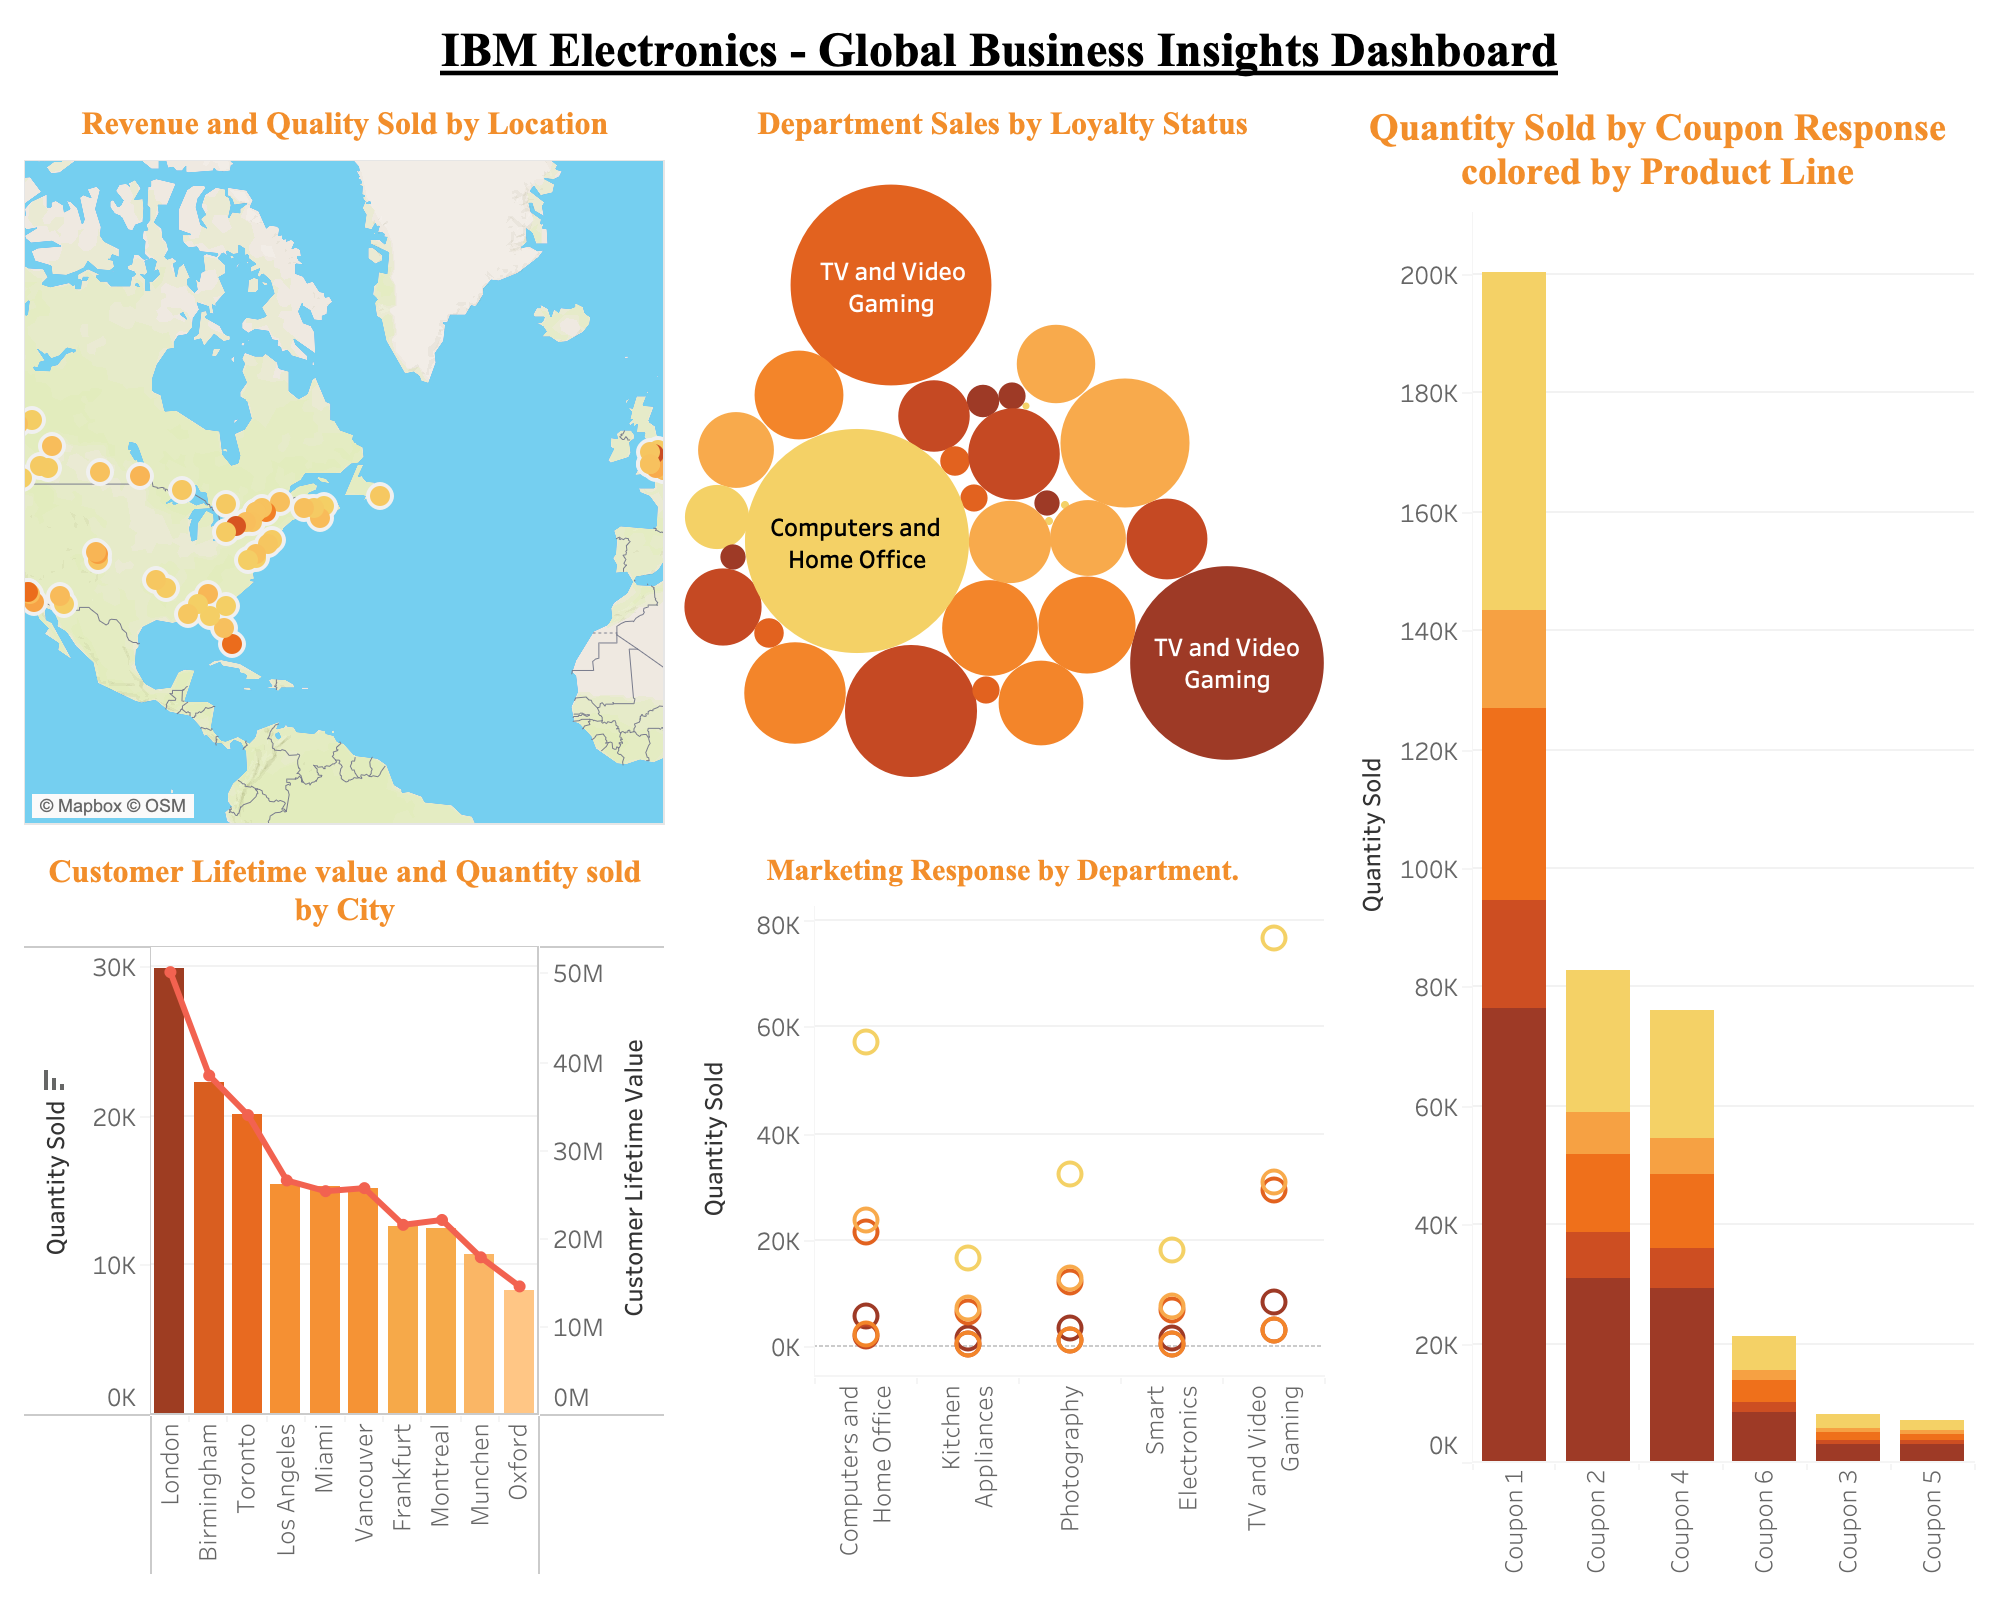 IBM Electronics - Global Business Insights Dashboard
Revenue and Quality Sold by Location
© Mapbox © OSM
Department Sales by Loyalty Status
TV and Video
Gaming
Computers and
Home Office
TV and Video
Gaming
Quantity Sold by Coupon Response
colored by Product Line
Quantity Sold
200K
180K
160K
140K
120K
100K
80K
60K
40K
20K
0K
Coupon 1
Coupon 2
Coupon 4
Coupon 6
Coupon 3
Coupon 5
Customer Lifetime value and Quantity sold
by City
Quantity Sold
30K
20K
10K
0K
50M
40M
30M
20M
10M
0M
Customer Lifetime Value
London
Birmingham
Toronto
Los Angeles
Miami
Vancouver
Frankfurt
Montreal
Munchen
Oxford
Marketing Response by Department.
Quantity Sold
80K
60K
40K
20K
0K
Computers and
Home Office
Kitchen
Appliances
Photography
Smart
Electronics
TV and Video
Gaming